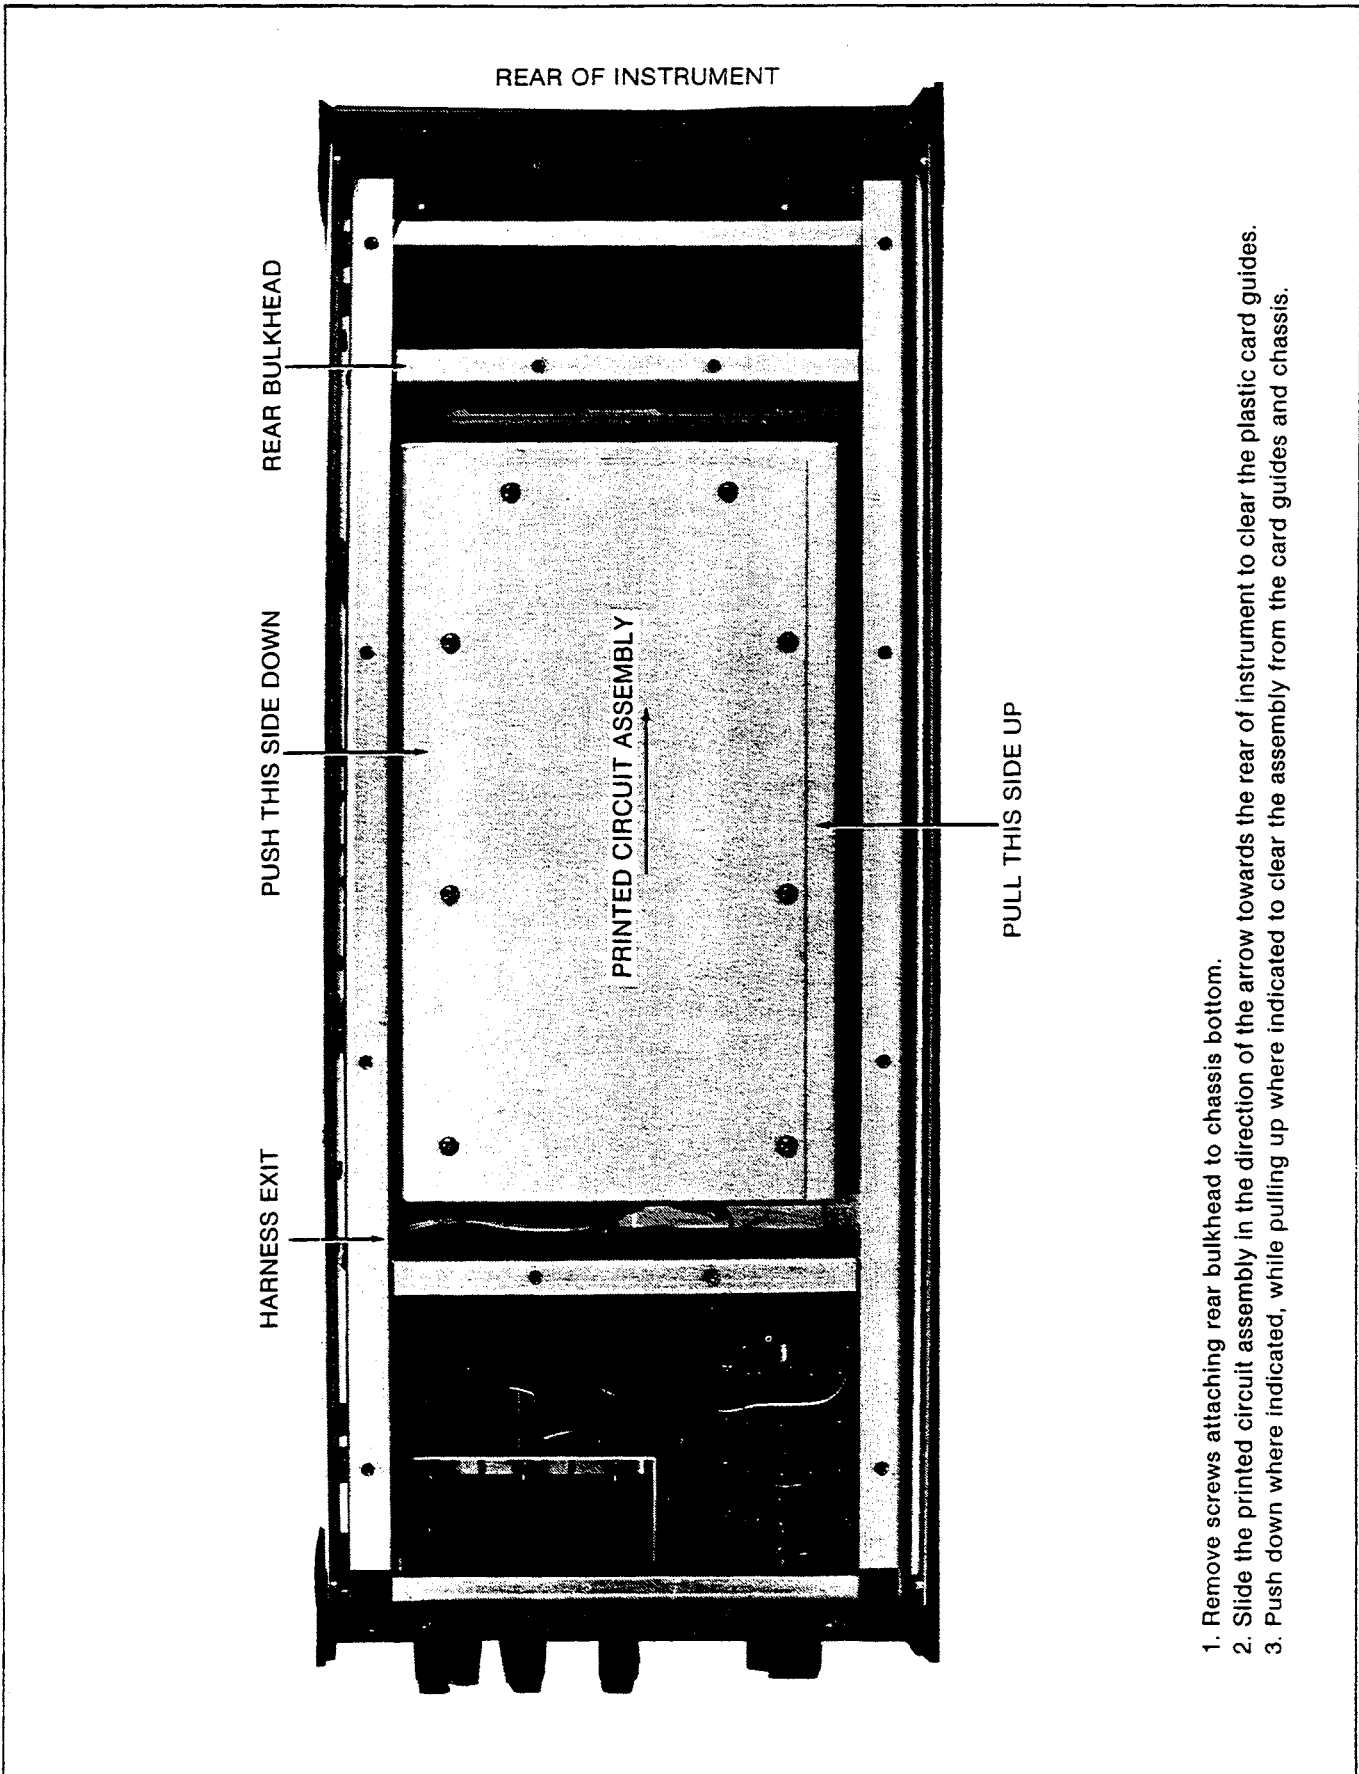 REAR OF INSTRUMENT
REAR BULKHEAD
PUSH THIS SIDE DOWN
HARNESS EXIT
PRINTED CIRCUIT ASSEMBLY
PULL THIS SIDE UP
1. Remove screws attaching rear bulkhead to chassis bottom.
2. Slide the printed circuit assembly in the direction of the arrow towards the rear of instrument to clear the plastic card guides.
3. Push down where indicated, while pulling up where indicated to clear the assembly from the card guides and chassis.